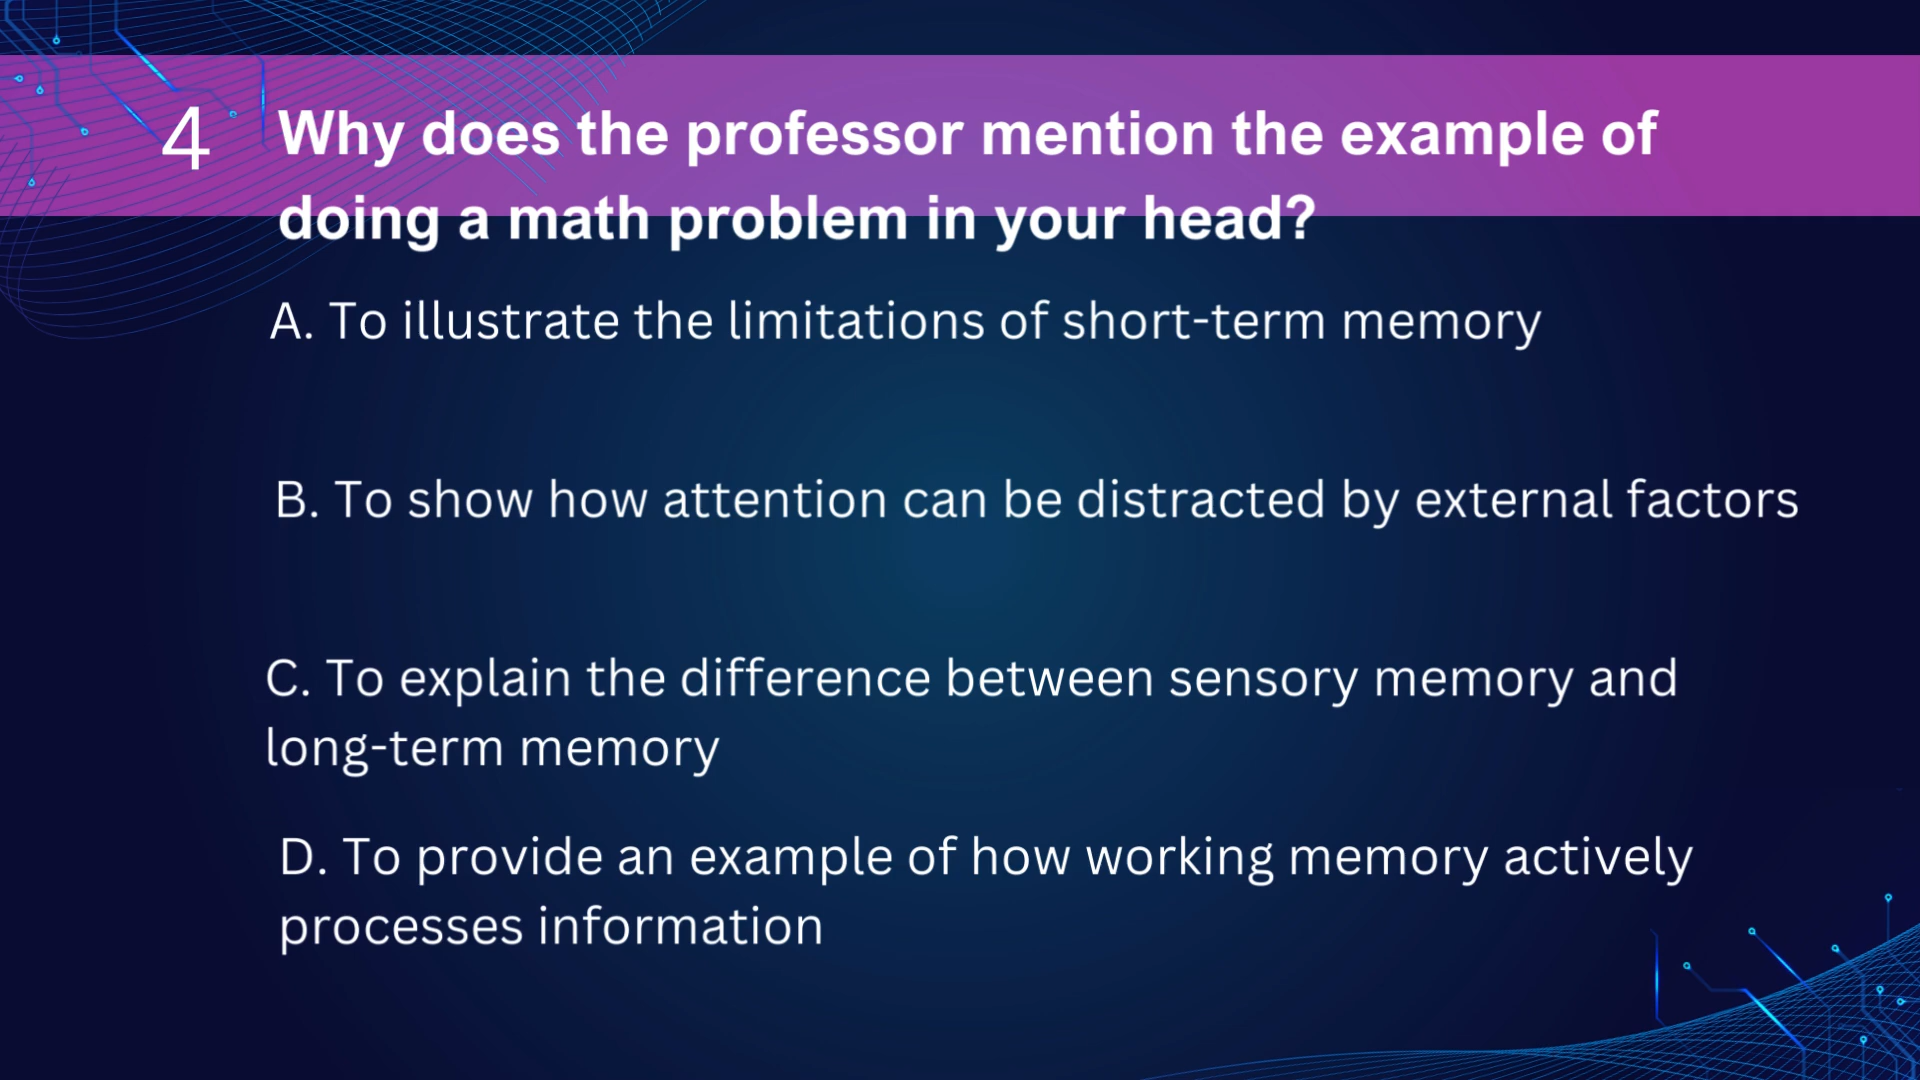 4
Why does the professor mention the example of
doing a math problem in your head?
A. To illustrate the limitations of short-term memory
B. To show how attention can be distracted by external factors
C. To explain the difference between sensory memory and
long-term memory
D. To provide an example of how working memory actively
processes information